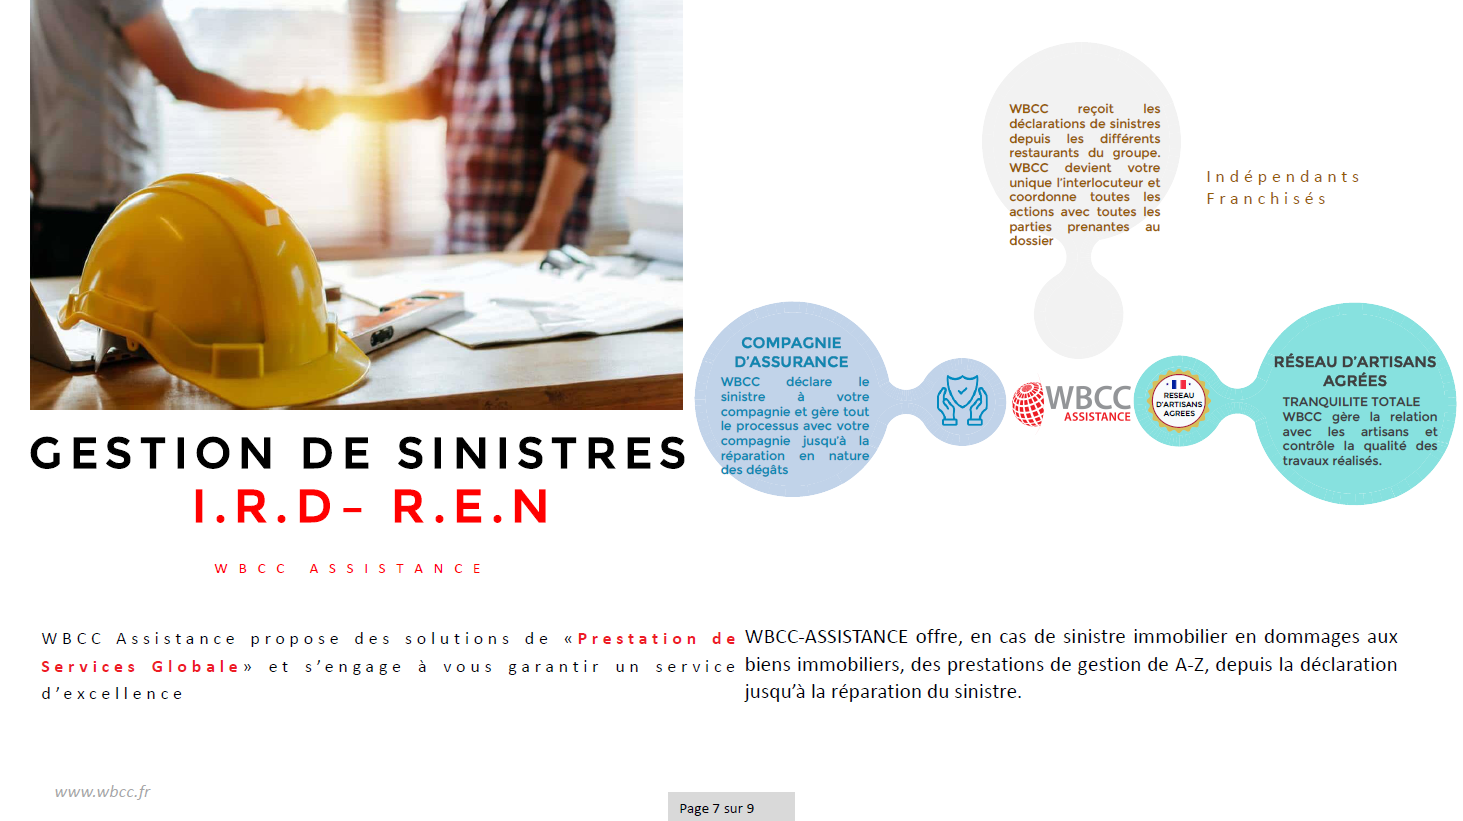 GESTION DE SINISTRES
I.R.D– R.E.N
WBCC ASSISTANCE
WBCC reçoit les
déclarations de sinistres
depuis les différents
restaurants du groupe.
WBCC devient votre
unique l'interlocuteur et
coordonne toutes les
actions avec toutes les
parties prenantes au
dossier
Indépendants
Franchisés
COMPAGNIE
D'ASSURANCE
WBCC déclare le
sinistre à votre
compagnie et gère tout
le processus avec votre
compagnie jusqu'à la
réparation en nature
des dégâts
WBCC
ASSISTANCE
RESEAU
D'ARTISANS
AGREES
RÉSEAU D'ARTISANS
AGRÉES
TRANQUILITE TOTALE
WBCC gère la relation
avec les artisans et
contrôle la qualité des
travaux réalisés.
WBCC Assistance propose des solutions de «Prestation de
Services Globale» et s'engage à vous garantir un service
d'excellence
WBCC-ASSISTANCE offre, en cas de sinistre immobilier en dommages aux
biens immobiliers, des prestations de gestion de A-Z, depuis la déclaration
jusqu'à la réparation du sinistre.
www.wbcc.fr
Page 7 sur 9